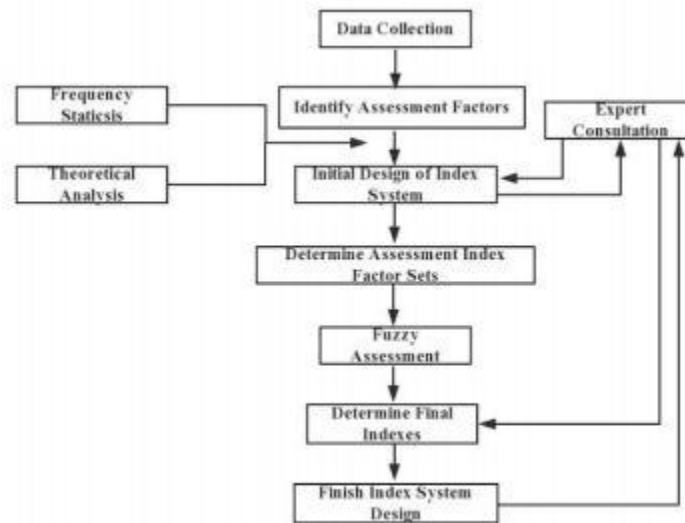 Data Collection
Frequency
Staticsis
Identify Assessment Factors
Expert
Consultation
Theoretical
Analysis
Initial Design of Index
System
Determine Assessment Index
Factor Sets
Fuzzy
Assessment
Determine Final
Indexes
Finish Index System
Design